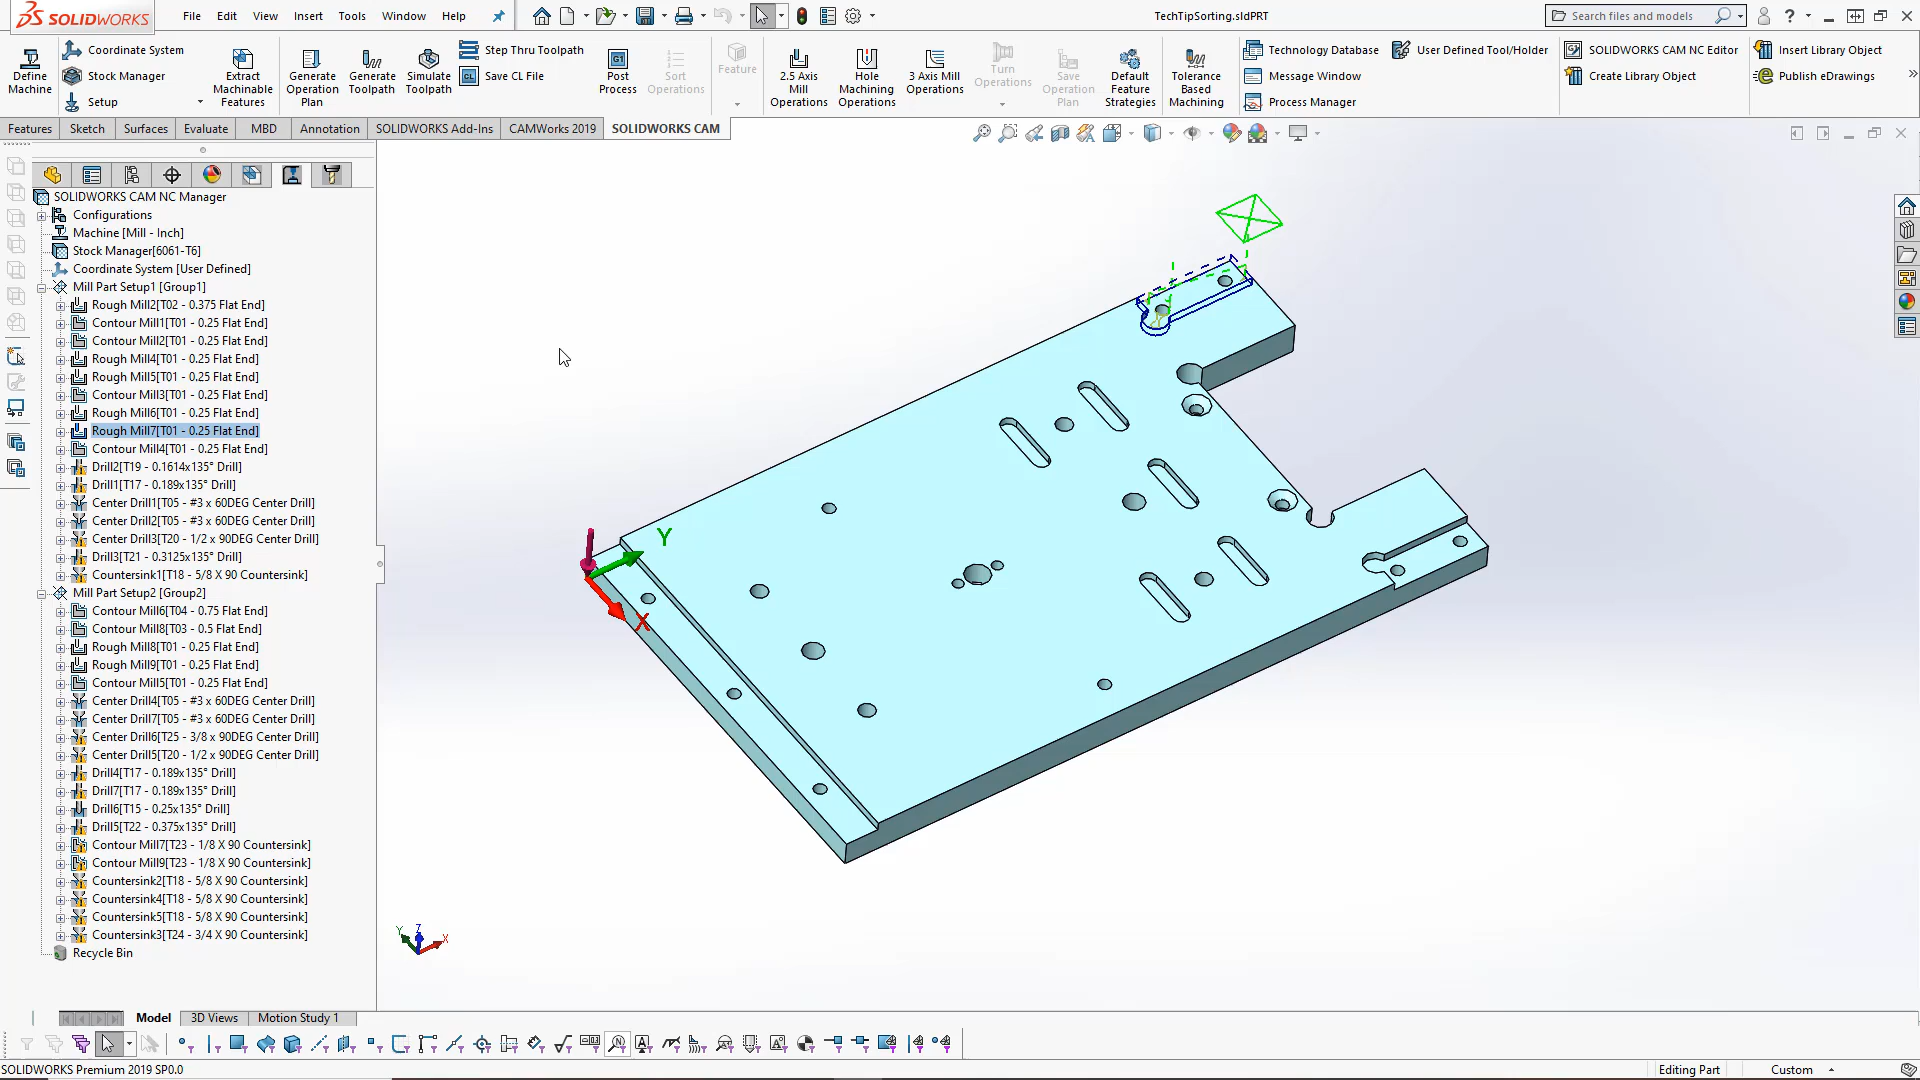 SOLIDWORKS File Edit View Insert Tools Window Help TechTipSorting.sldPRT Search files and models ?
Define Machine
Coordinate System
Stock Manager
Setup
Extract Machinable Features
Generate Operation Plan
Generate Toolpath
Simulate Toolpath
Step Thru Toolpath
Save CL File
Post Process
Sort Operations
Feature
2.5 Axis Mill Operations
Hole Machining Operations
3 Axis Mill Operations
Turn Operations
Save Operation Plan
Default Feature Strategies
Tolerance Based Machining
Technology Database
Message Window
Process Manager
User Defined Tool/Holder
SOLIDWORKS CAM NC Editor
Create Library Object
Insert Library Object
Publish eDrawings
Features Sketch Surfaces Evaluate MBD Annotation SOLIDWORKS Add-Ins CAMWorks 2019 SOLIDWORKS CAM
SOLIDWORKS CAM NC Manager
Configurations
Machine [Mill - Inch]
Stock Manager[6061-T6]
Coordinate System [User Defined]
Mill Part Setup1 [Group1]
Rough Mill2[T02 - 0.375 Flat End]
Contour Mill1[T01 - 0.25 Flat End]
Contour Mill2[T01 - 0.25 Flat End]
Rough Mill4[T01 - 0.25 Flat End]
Rough Mill5[T01 - 0.25 Flat End]
Contour Mill3[T01 - 0.25 Flat End]
Rough Mill6[T01 - 0.25 Flat End]
Rough Mill7[T01 - 0.25 Flat End]
Contour Mill4[T01 - 0.25 Flat End]
Drill2[T19 - 0.1614x135° Drill]
Drill1[T17 - 0.189x135° Drill]
Center Drill1[T05 - #3 x 60DEG Center Drill]
Center Drill2[T05 - #3 x 60DEG Center Drill]
Center Drill3[T20 - 1/2 x 90DEG Center Drill]
Drill3[T21 - 0.3125x135° Drill]
Countersink1[T18 - 5/8 X 90 Countersink]
Mill Part Setup2 [Group2]
Contour Mill6[T04 - 0.75 Flat End]
Contour Mill8[T03 - 0.5 Flat End]
Rough Mill8[T01 - 0.25 Flat End]
Rough Mill9[T01 - 0.25 Flat End]
Contour Mill5[T01 - 0.25 Flat End]
Center Drill4[T05 - #3 x 60DEG Center Drill]
Center Drill7[T05 - #3 x 60DEG Center Drill]
Center Drill6[T25 - 3/8 x 90DEG Center Drill]
Center Drill5[T20 - 1/2 x 90DEG Center Drill]
Drill4[T17 - 0.189x135° Drill]
Drill7[T17 - 0.189x135° Drill]
Drill6[T15 - 0.25x135° Drill]
Drill5[T22 - 0.375x135° Drill]
Contour Mill7[T23 - 1/8 X 90 Countersink]
Contour Mill9[T23 - 1/8 X 90 Countersink]
Countersink2[T18 - 5/8 X 90 Countersink]
Countersink4[T18 - 5/8 X 90 Countersink]
Countersink5[T18 - 5/8 X 90 Countersink]
Countersink3[T24 - 3/4 X 90 Countersink]
Recycle Bin
Y
X
Y Z X
Model 3D Views Motion Study 1
SOLIDWORKS Premium 2019 SP0.0 Editing Part Custom